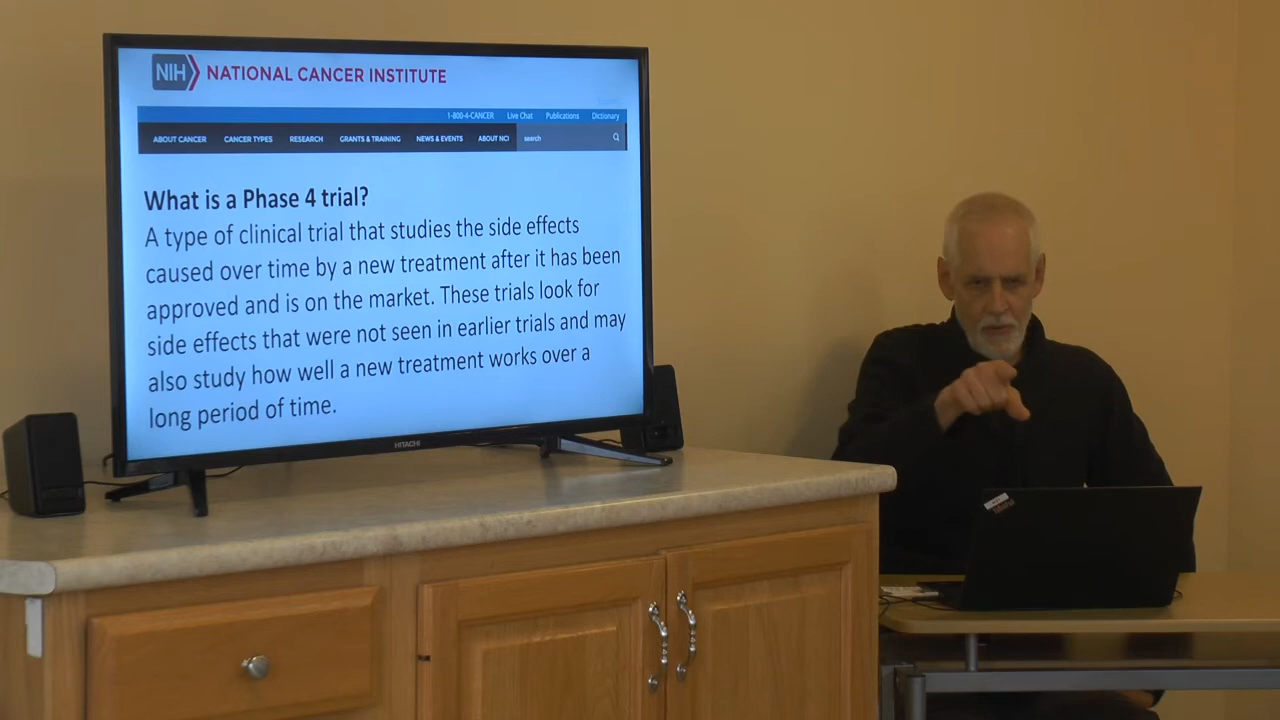 NIH NATIONAL CANCER INSTITUTE
1-800-4-CANCER Live Chat Publications Dictionary
ABOUT CANCER CANCER TYPES RESEARCH GRANTS & TRAINING NEWS & EVENTS ABOUT NCI search
What is a Phase 4 trial?
A type of clinical trial that studies the side effects
caused over time by a new treatment after it has been
approved and is on the market. These trials look for
side effects that were not seen in earlier trials and may
also study how well a new treatment works over a
long period of time.
HITACHI